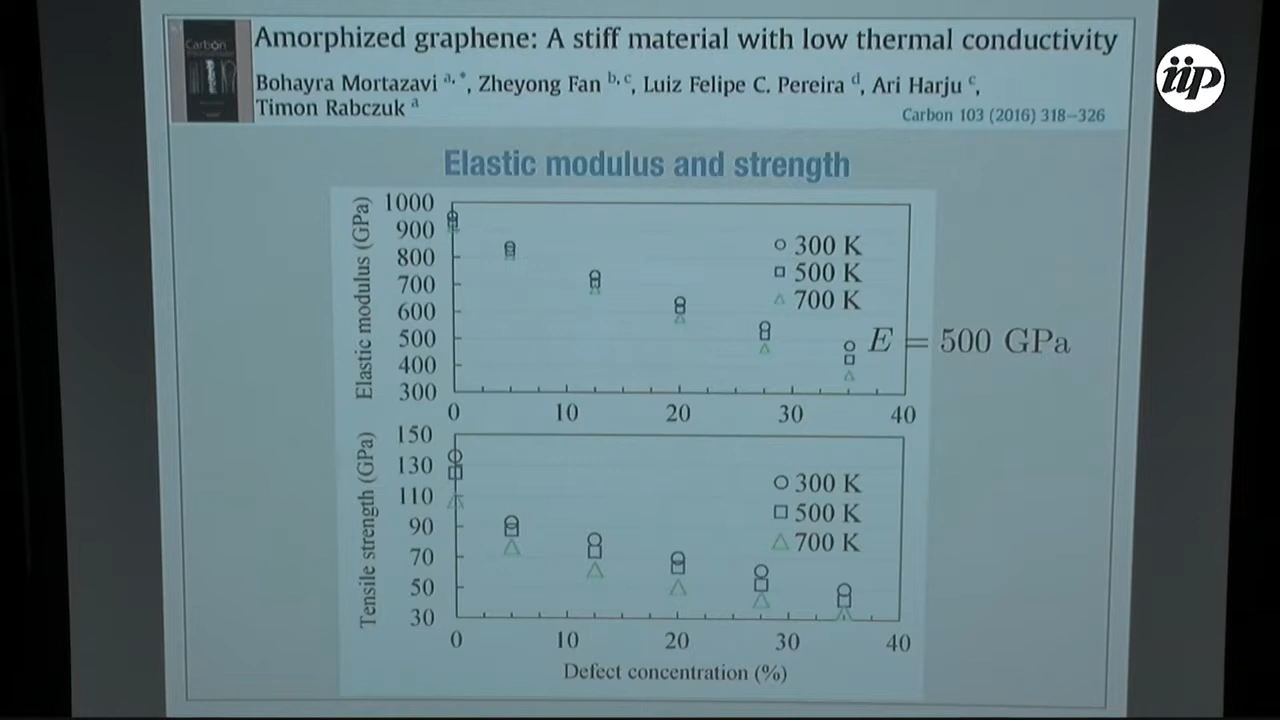 Carbon
Amorphized graphene: A stiff material with low thermal conductivity
Bohayra Mortazavi a, *, Zheyong Fan b, c, Luiz Felipe C. Pereira d, Ari Harju c,
Timon Rabczuk a
Carbon 103 (2016) 318–326
iip
Elastic modulus and strength
Elastic modulus (GPa)
1000
900
800
700
600
500
400
300
0 10 20 30 40
300 K
500 K
700 K
E = 500 GPa
Tensile strength (GPa)
150
130
110
90
70
50
30
0 10 20 30 40
300 K
500 K
700 K
Defect concentration (%)